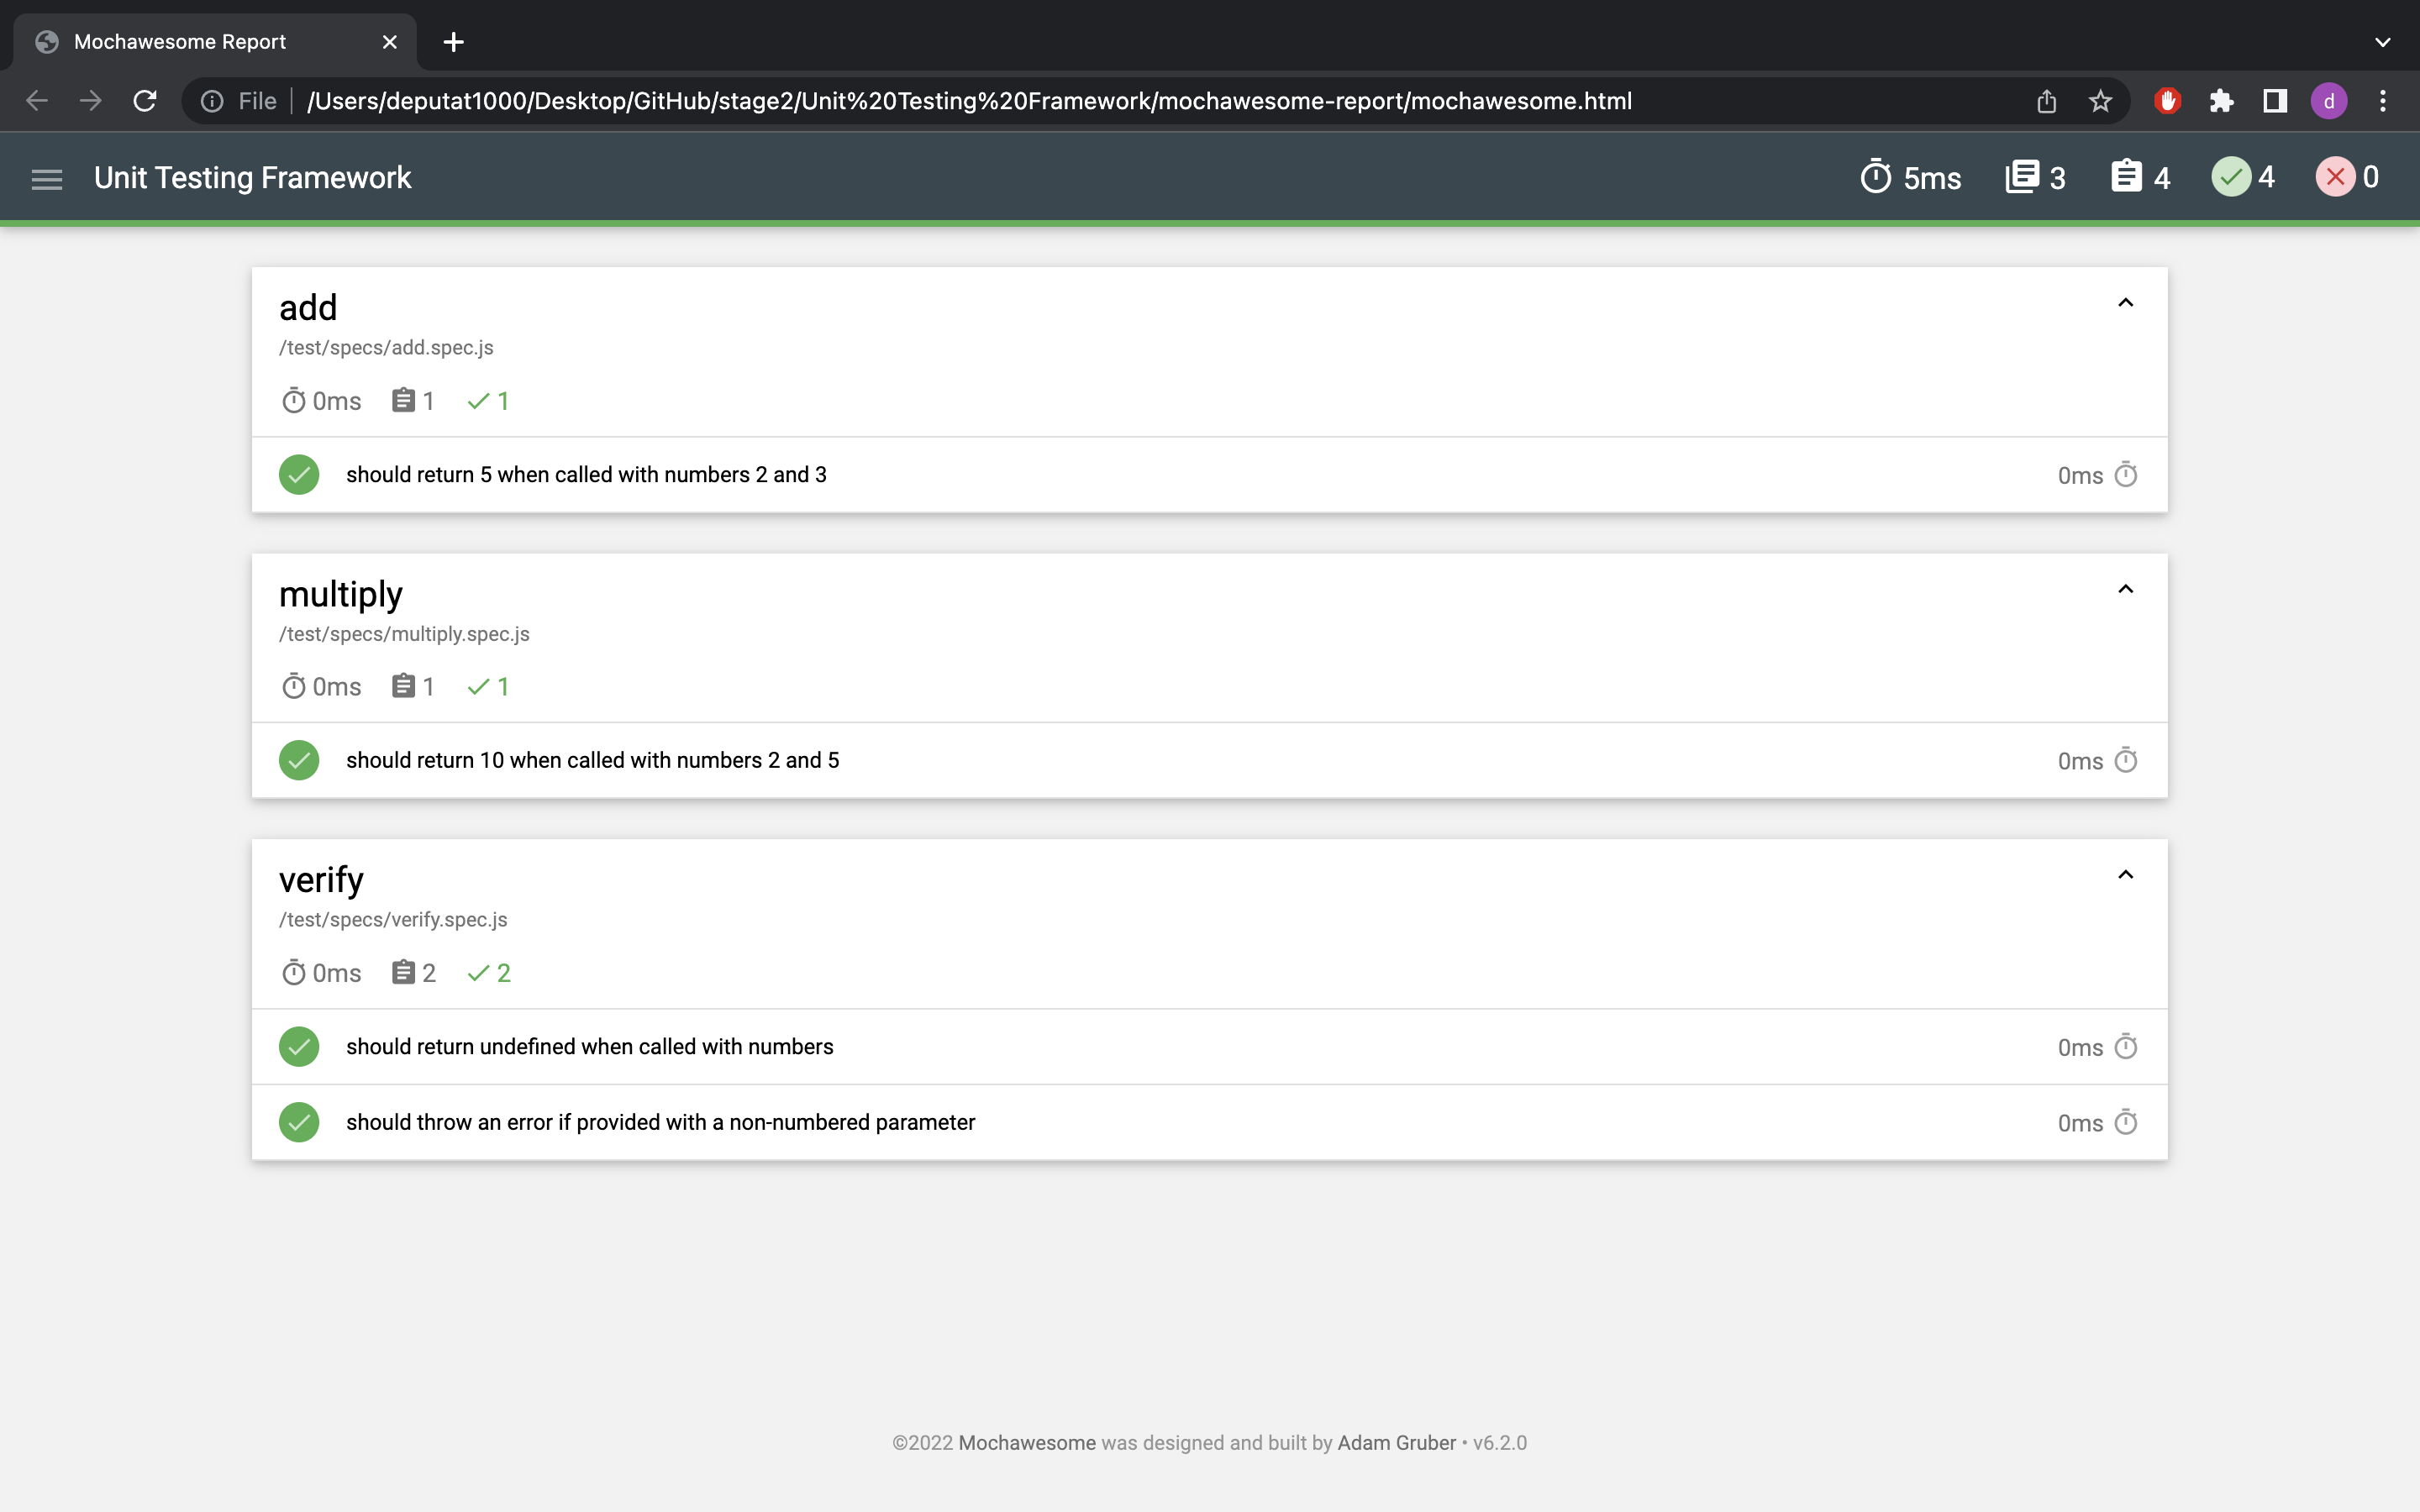 Mochawesome Report
File /Users/deputat1000/Desktop/GitHub/stage2/Unit%20Testing%20Framework/mochawesome-report/mochawesome.html
d
Unit Testing Framework
5ms 3 4 4 0
add
/test/specs/add.spec.js
0ms 1 1
should return 5 when called with numbers 2 and 3 0ms
multiply
/test/specs/multiply.spec.js
0ms 1 1
should return 10 when called with numbers 2 and 5 0ms
verify
/test/specs/verify.spec.js
0ms 2 2
should return undefined when called with numbers 0ms
should throw an error if provided with a non-numbered parameter 0ms
©2022 Mochawesome was designed and built by Adam Gruber • v6.2.0